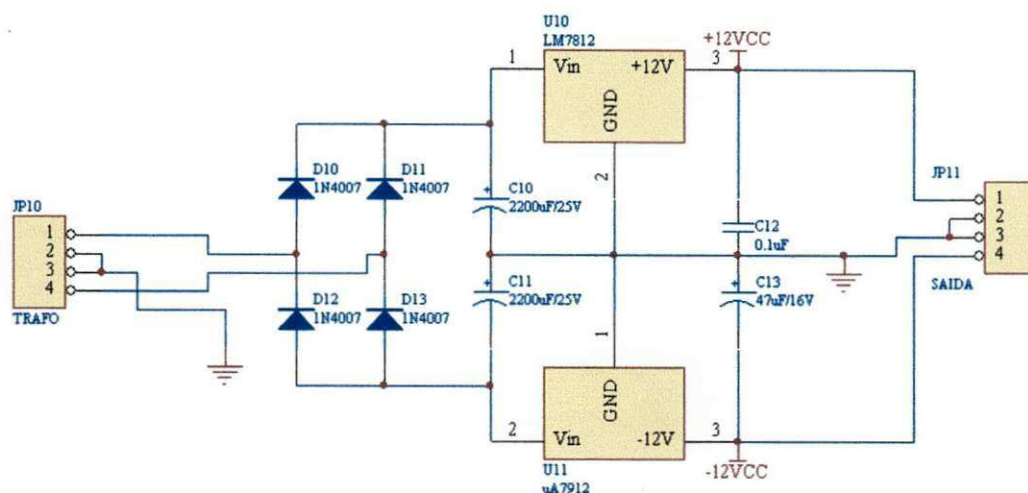 U10
LM7812
1
Vin
+12V
GND
2
3
+12VCC
D10
1N4007
D11
1N4007
C10
2200uF/25V
JP10
1
2
3
4
TRAFO
C12
0.1uF
JP11
1
2
3
4
SAIDA
D12
1N4007
D13
1N4007
C11
2200uF/25V
C13
47uF/16V
1
GND
2
Vin
-12V
3
-12VCC
U11
uA7912